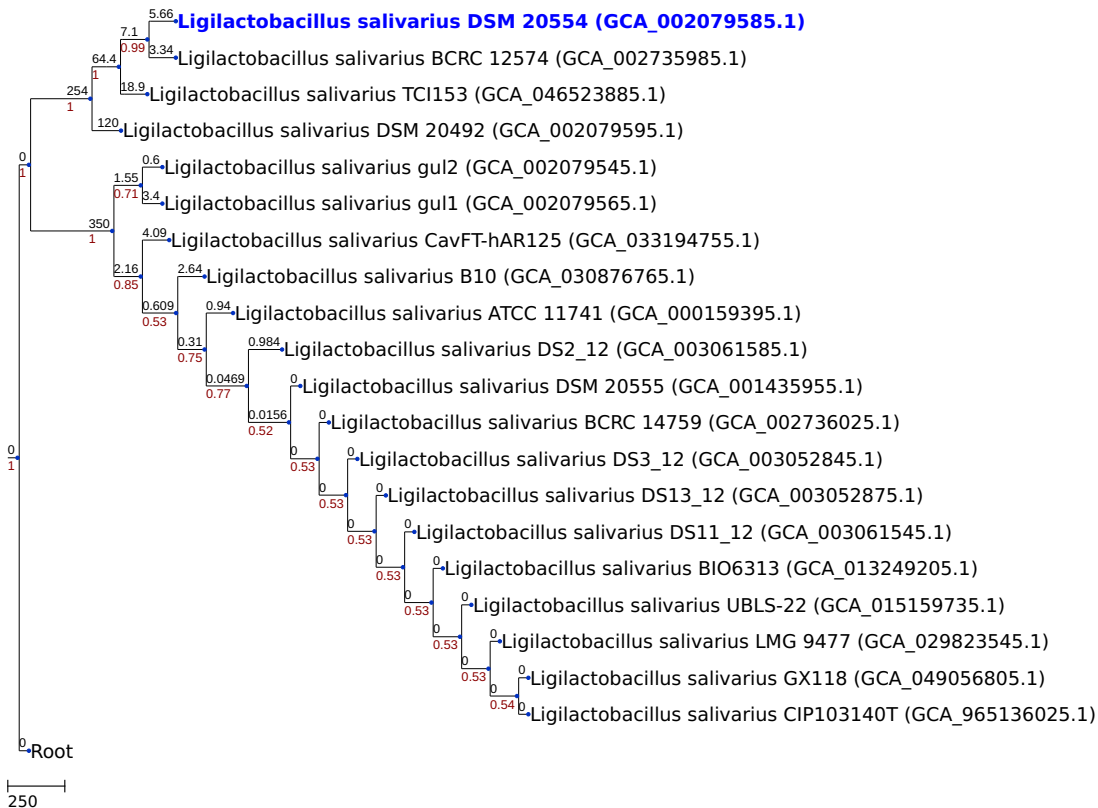 5.66
Ligilactobacillus salivarius DSM 20554 (GCA_002079585.1)
7.1
0.99
3.34
Ligilactobacillus salivarius BCRC 12574 (GCA_002735985.1)
64.4
1
18.9
Ligilactobacillus salivarius TCI153 (GCA_046523885.1)
254
1
120
Ligilactobacillus salivarius DSM 20492 (GCA_002079595.1)
0
1
0.6
Ligilactobacillus salivarius gul2 (GCA_002079545.1)
1.55
0.71
3.4
Ligilactobacillus salivarius gul1 (GCA_002079565.1)
350
1
4.09
Ligilactobacillus salivarius CavFT-hAR125 (GCA_033194755.1)
2.16
0.85
2.64
Ligilactobacillus salivarius B10 (GCA_030876765.1)
0.609
0.53
0.94
Ligilactobacillus salivarius ATCC 11741 (GCA_000159395.1)
0.31
0.75
0.984
Ligilactobacillus salivarius DS2_12 (GCA_003061585.1)
0.0469
0.77
0
Ligilactobacillus salivarius DSM 20555 (GCA_001435955.1)
0.0156
0.52
0
Ligilactobacillus salivarius BCRC 14759 (GCA_002736025.1)
0
0.53
0
Ligilactobacillus salivarius DS3_12 (GCA_003052845.1)
0
1
0
0.53
0
Ligilactobacillus salivarius DS13_12 (GCA_003052875.1)
0
0.53
0
Ligilactobacillus salivarius DS11_12 (GCA_003061545.1)
0
0.53
0
Ligilactobacillus salivarius BIO6313 (GCA_013249205.1)
0
0.53
0
Ligilactobacillus salivarius UBLS-22 (GCA_015159735.1)
0
0.53
0
Ligilactobacillus salivarius LMG 9477 (GCA_029823545.1)
0
0.53
0
Ligilactobacillus salivarius GX118 (GCA_049056805.1)
0
0.54
0
Ligilactobacillus salivarius CIP103140T (GCA_965136025.1)
0
Root
250